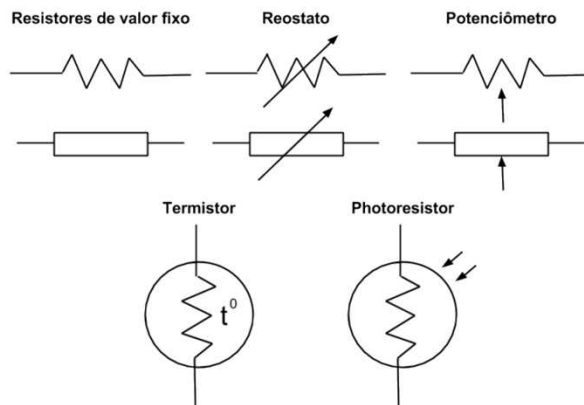 Resistores de valor fixo
Reostato
Potenciômetro
Termistor
Photoresistor
t⁰